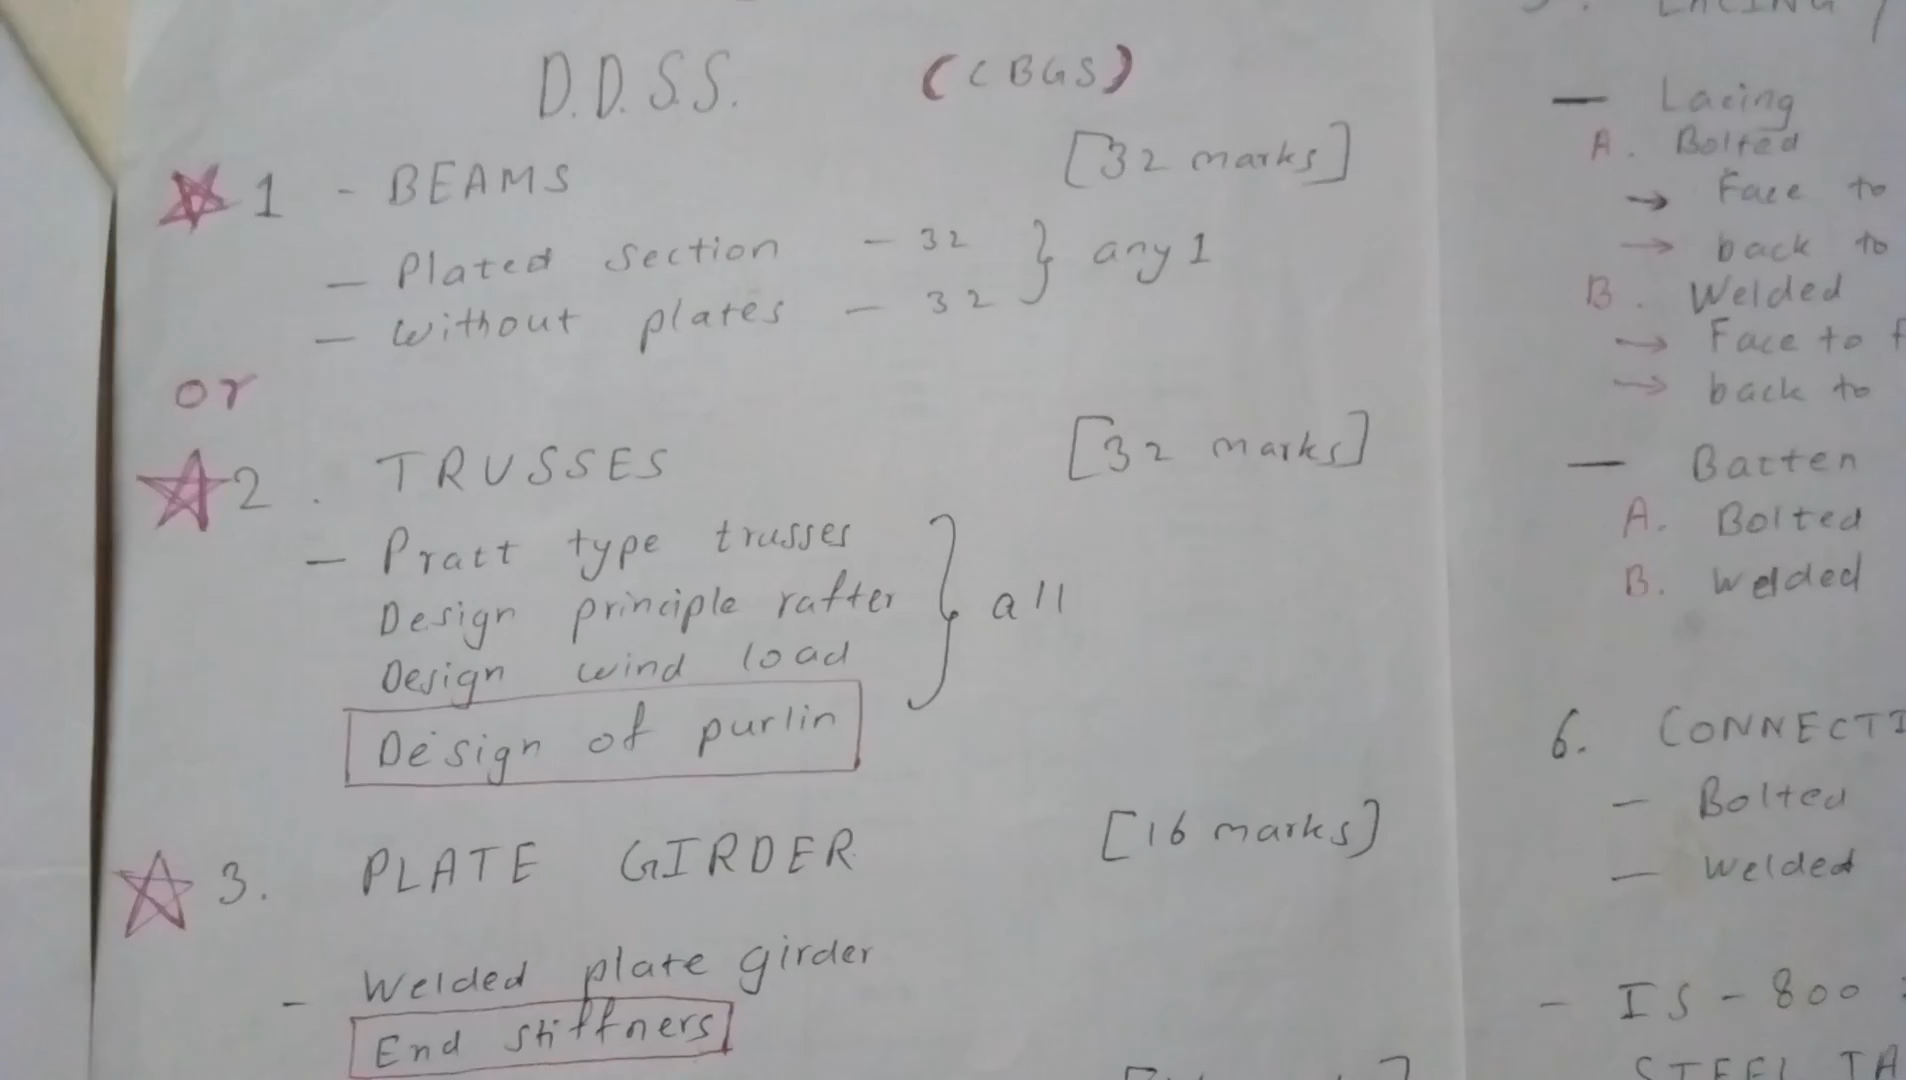 D.D.S.S. (CBGS)
1 - BEAMS [32 marks]
- Plated section - 32 } any 1
- without plates - 32
or
2. TRUSSES [32 marks]
- Pratt type trusses
Design principle rafter } all
Design wind load
Design of purlin
3. PLATE GIRDER [16 marks]
- Welded plate girder
End stiffners
LACING
- Lacing
A. Bolted
→ Face to
→ back to
B. Welded
→ Face to f
→ back to
- Batten
A. Bolted
B. welded
6. CONNECTI
- Bolted
- welded
- IS - 800 :
STEEL TA